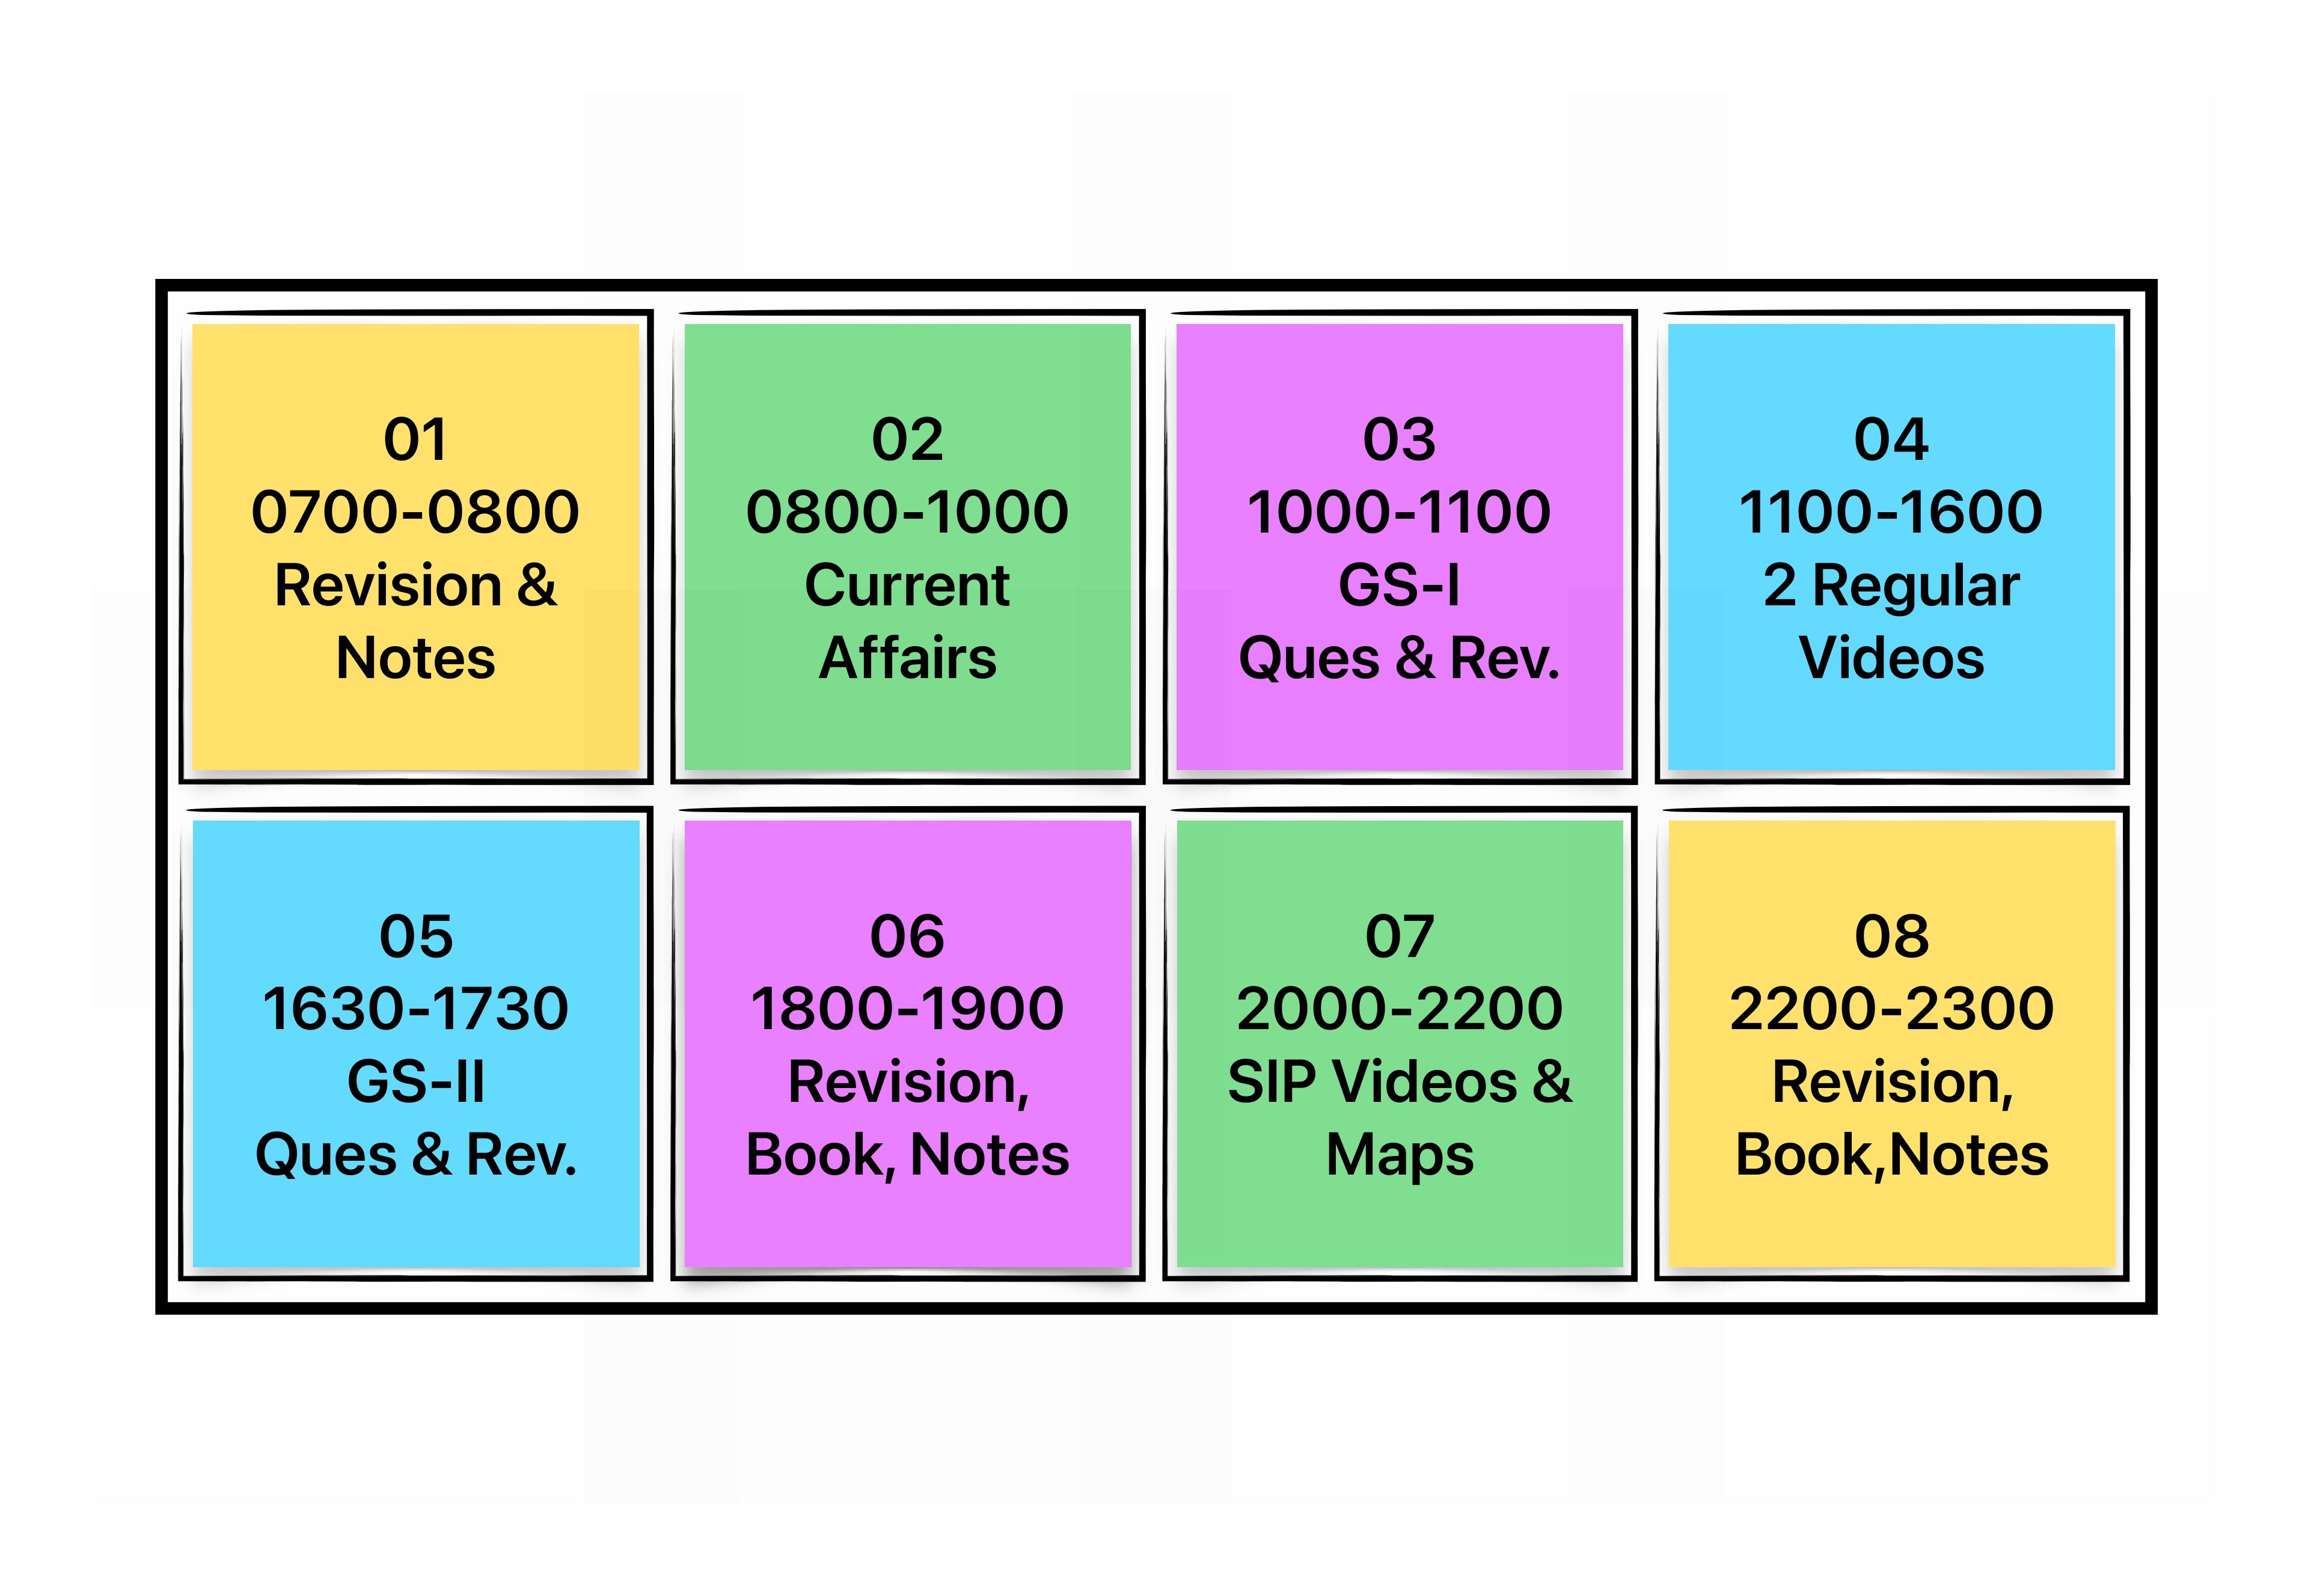 01
0700-0800
Revision &
Notes
02
0800-1000
Current
Affairs
03
1000-1100
GS-I
Ques & Rev.
04
1100-1600
2 Regular
Videos
05
1630-1730
GS-II
Ques & Rev.
06
1800-1900
Revision,
Book, Notes
07
2000-2200
SIP Videos &
Maps
08
2200-2300
Revision,
Book,Notes